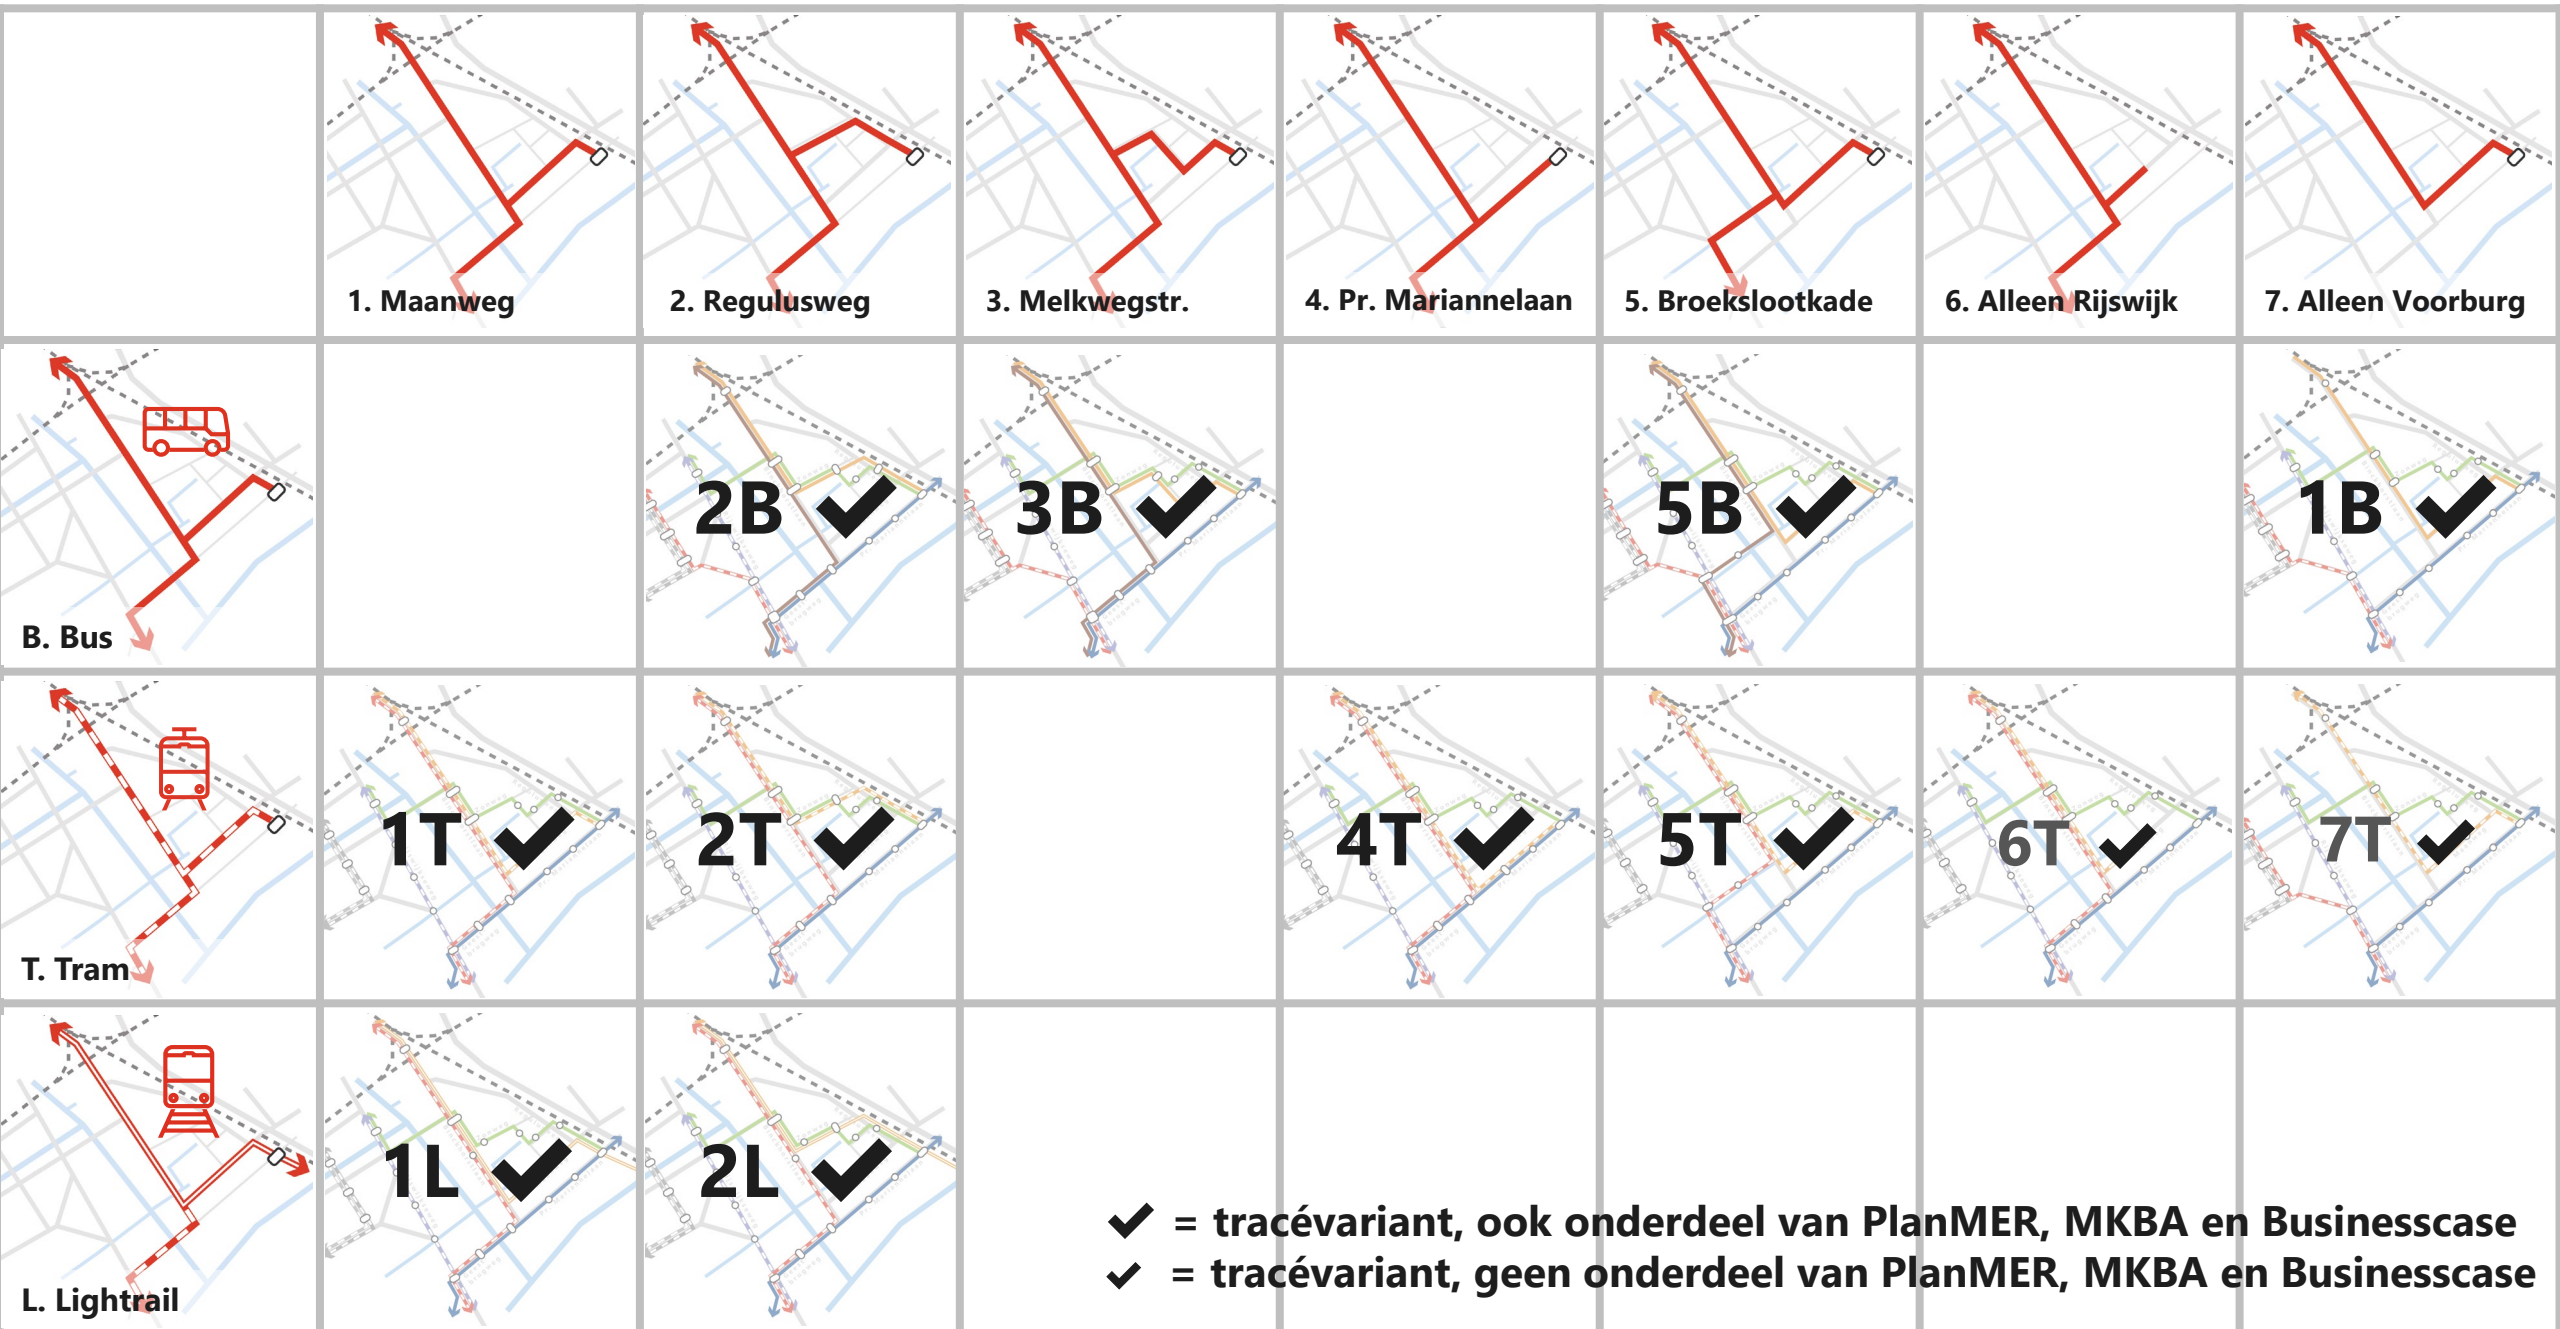 1. Maanweg
2. Regulusweg
3. Melkwegstr.
4. Pr. Mariannelaan
5. Broekslootkade
6. Alleen Rijswijk
7. Alleen Voorburg
B. Bus
2B
3B
5B
1B
T. Tram
1T
2T
4T
5T
6T
7T
L. Lightrail
1L
2L
= tracévariant, ook onderdeel van PlanMER, MKBA en Businesscase
= tracévariant, geen onderdeel van PlanMER, MKBA en Businesscase